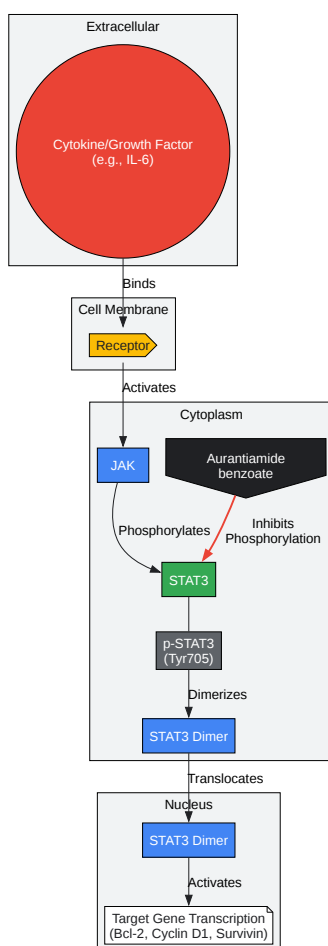 Extracellular
Cytokine/Growth Factor
(e.g., IL-6)
Binds
Cell Membrane
Receptor
Activates
Cytoplasm
JAK
Aurantiamide
benzoate
Phosphorylates
Inhibits
Phosphorylation
STAT3
p-STAT3
(Tyr705)
Dimerizes
STAT3 Dimer
Translocates
Nucleus
STAT3 Dimer
Activates
Target Gene Transcription
(Bcl-2, Cyclin D1, Survivin)